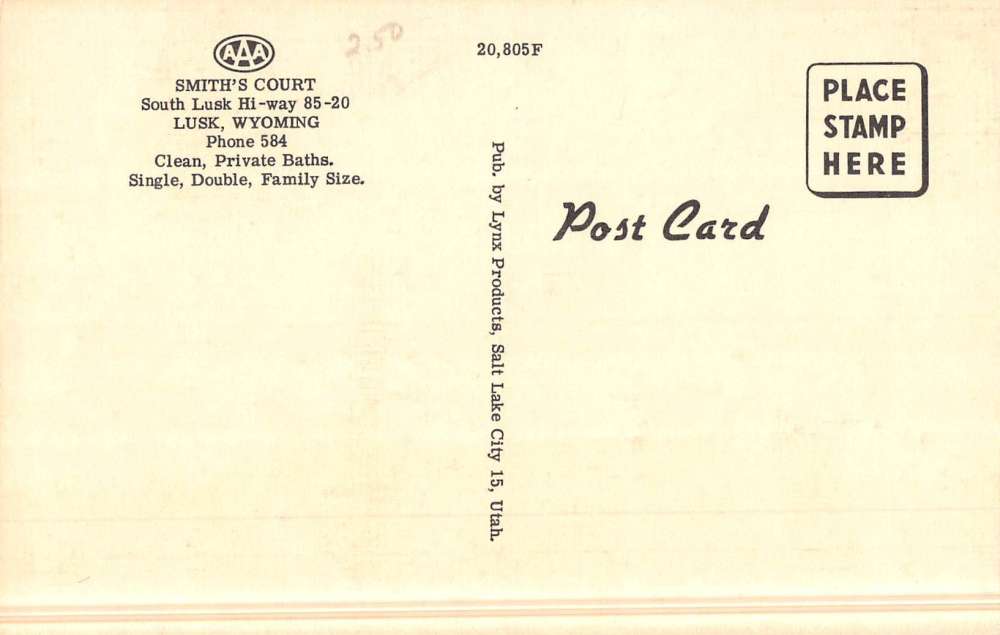 AAA
SMITH'S COURT
South Lusk Hi-way 85-20
LUSK, WYOMING
Phone 584
Clean, Private Baths.
Single, Double, Family Size.
2.50
20,805F
Pub. by Lynx Products, Salt Lake City 15, Utah.
Post Card
PLACE
STAMP
HERE